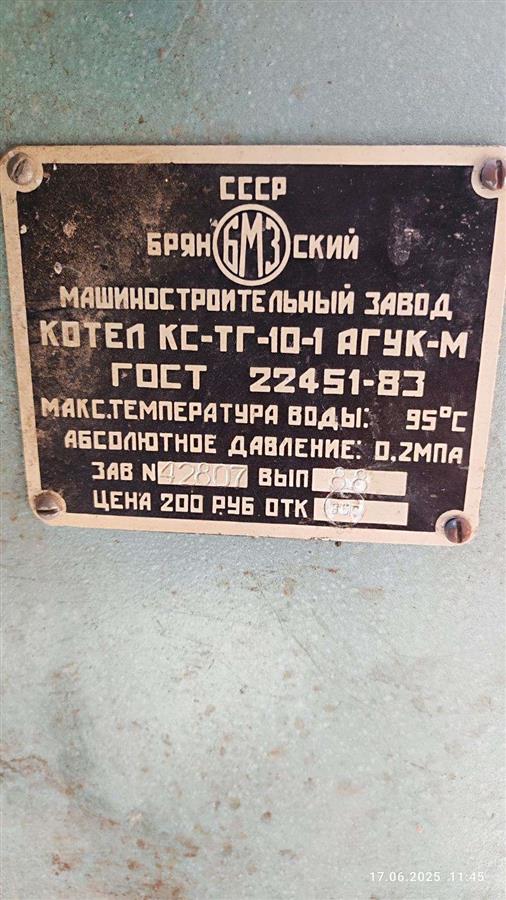 СССР
БРЯН БМЗ СКИЙ
МАШИНОСТРОИТЕЛЬНЫЙ ЗАВОД
КОТЕЛ КС-ТГ-10-1 АГУК-М
ГОСТ 22451-83
МАКС.ТЕМПЕРАТУРА ВОДЫ: 95°С
АБСОЛЮТНОЕ ДАВЛЕНИЕ: 0,2МПА
ЗАВ N 42807 ВЫП 88
ЦЕНА 200 РУБ ОТК
17.06.2025 11:45